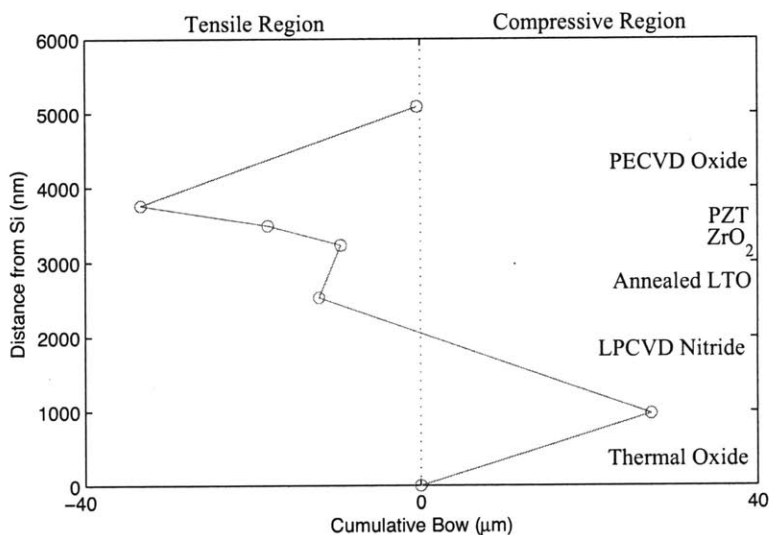 Tensile Region Compressive Region
6000
5000
4000
3000
2000
1000
0
Distance from Si (nm)
PECVD Oxide
PZT
ZrO₂
Annealed LTO
LPCVD Nitride
Thermal Oxide
−40 0 40
Cumulative Bow (μm)